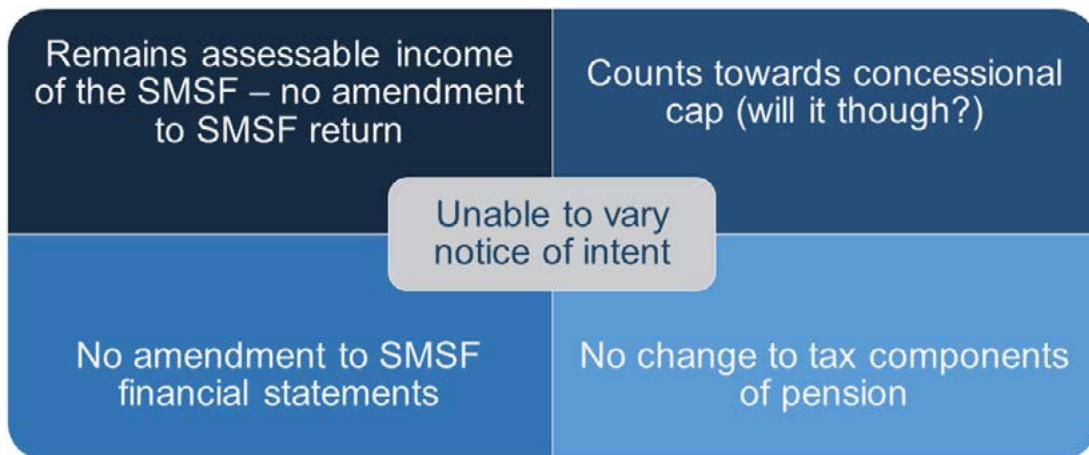 Remains assessable income
of the SMSF – no amendment
to SMSF return
Counts towards concessional
cap (will it though?)
Unable to vary
notice of intent
No amendment to SMSF
financial statements
No change to tax components
of pension